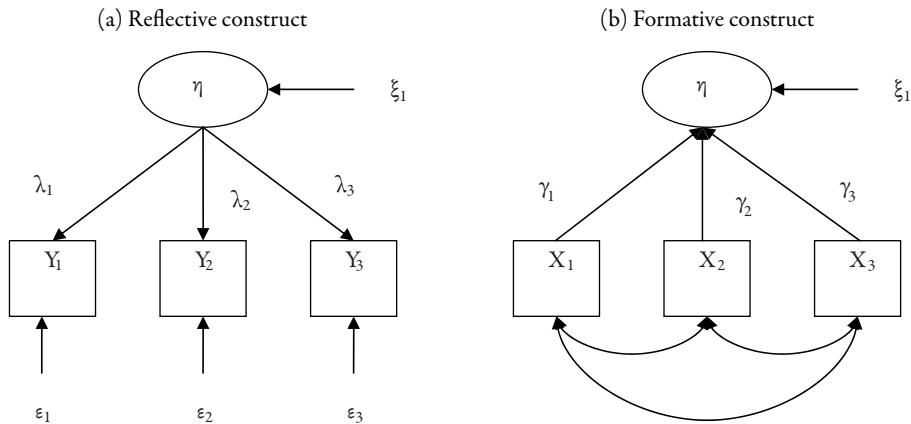 (a) Reflective construct
η
ξ1
λ1
λ2
λ3
Y1
Y2
Y3
ε1
ε2
ε3
(b) Formative construct
η
ξ1
γ1
γ2
γ3
X1
X2
X3